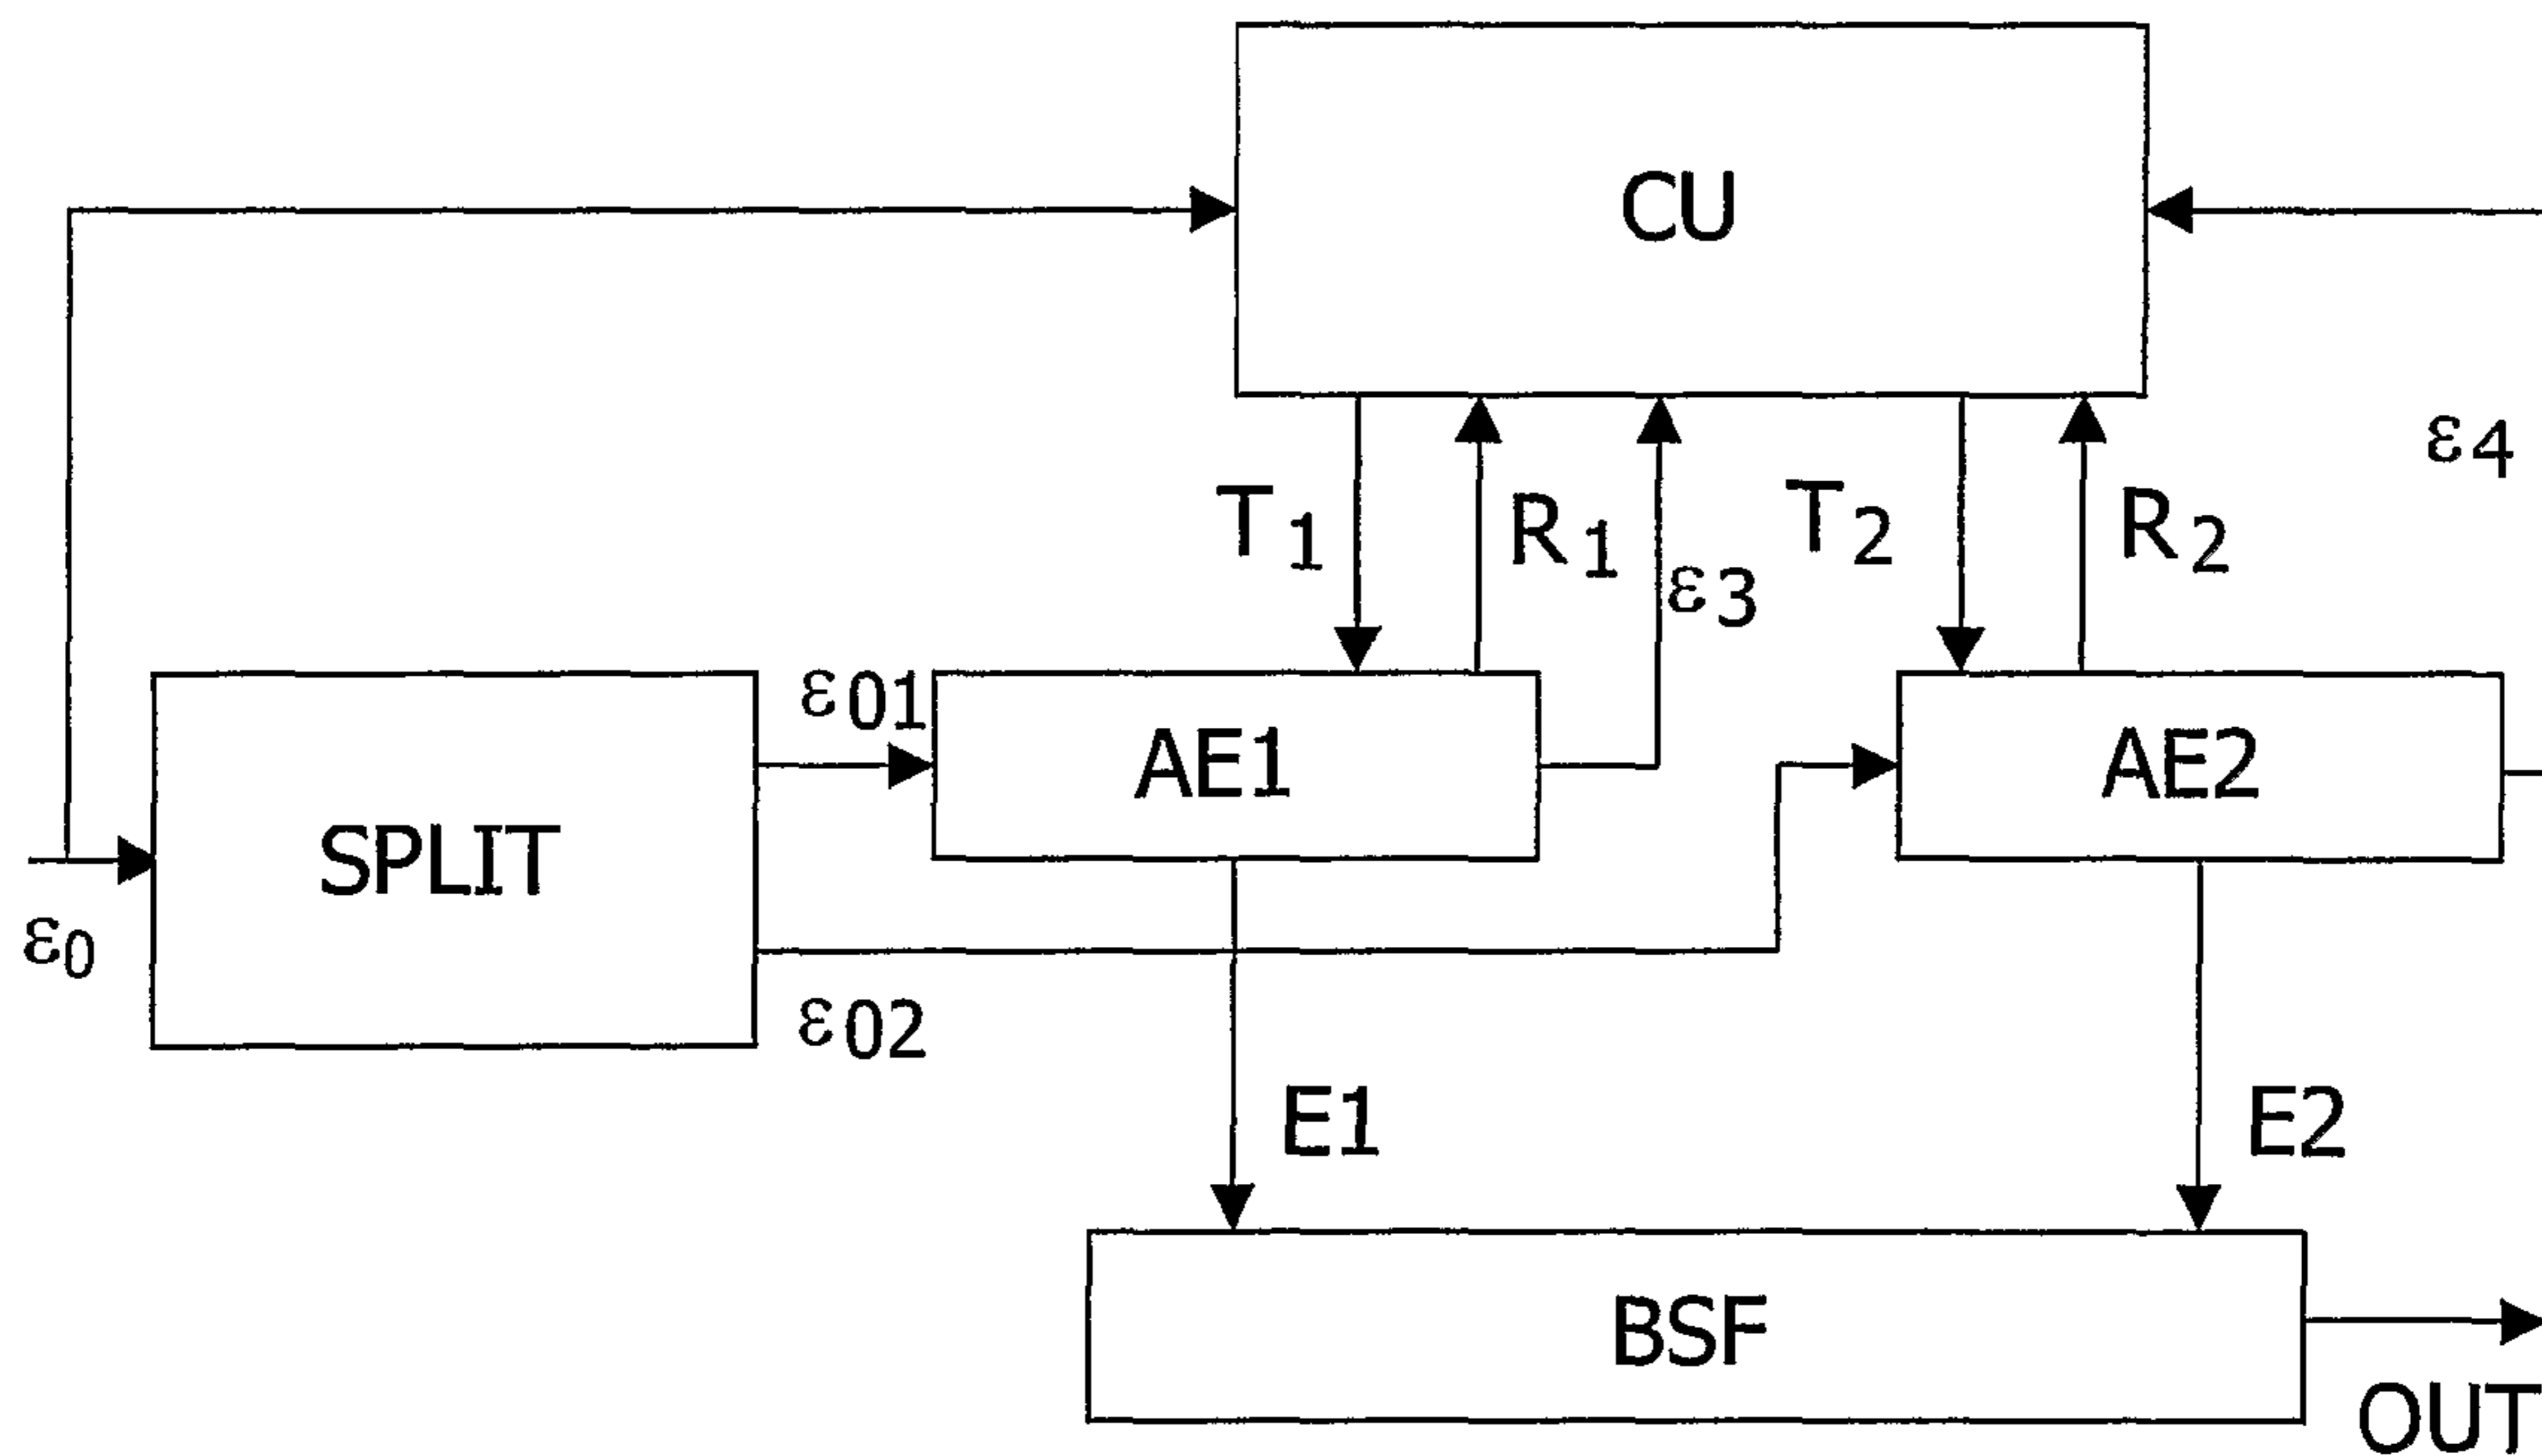 CU
ε4
T1
R1
ε3
T2
R2
ε01
AE1
AE2
SPLIT
ε0
ε02
E1
E2
BSF
OUT